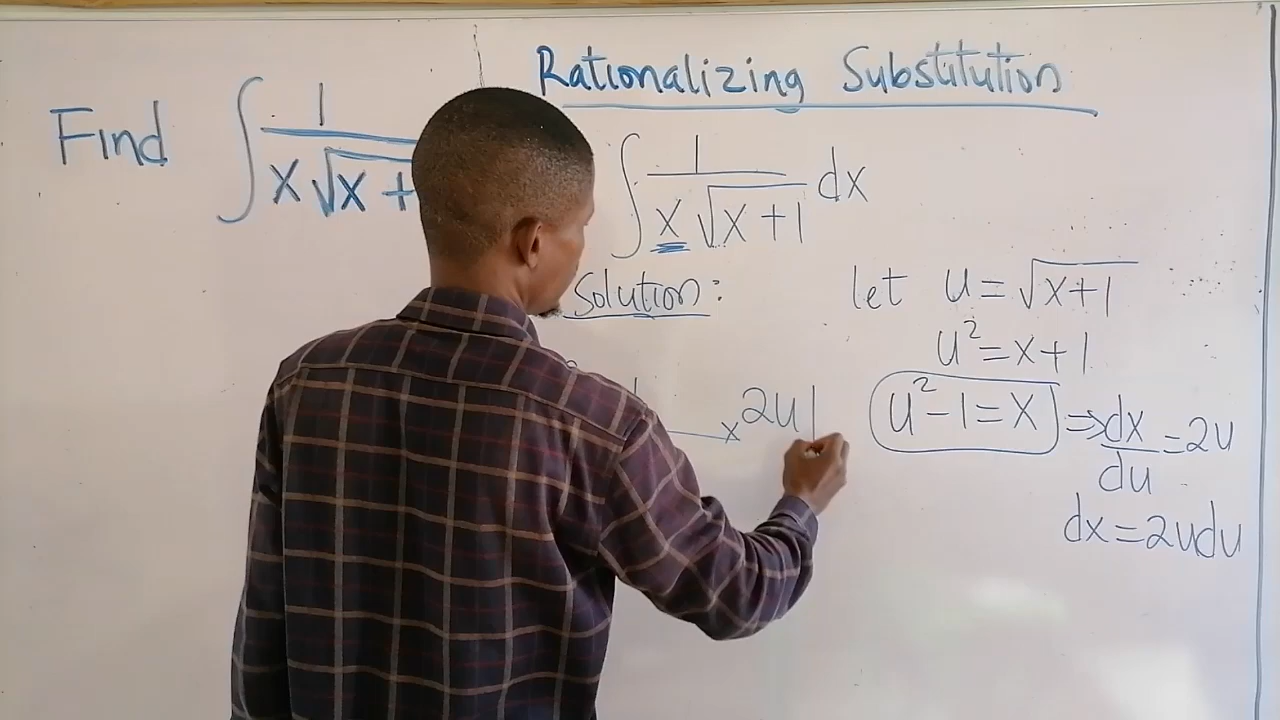 Rationalizing Substitution
Find ∫ 1 / x√x +
∫ 1 / x√x+1 dx
Solution:
let u = √x+1
u² = x+1
u² - 1 = x ⇒ dx/du = 2u
dx = 2udu
x 2u